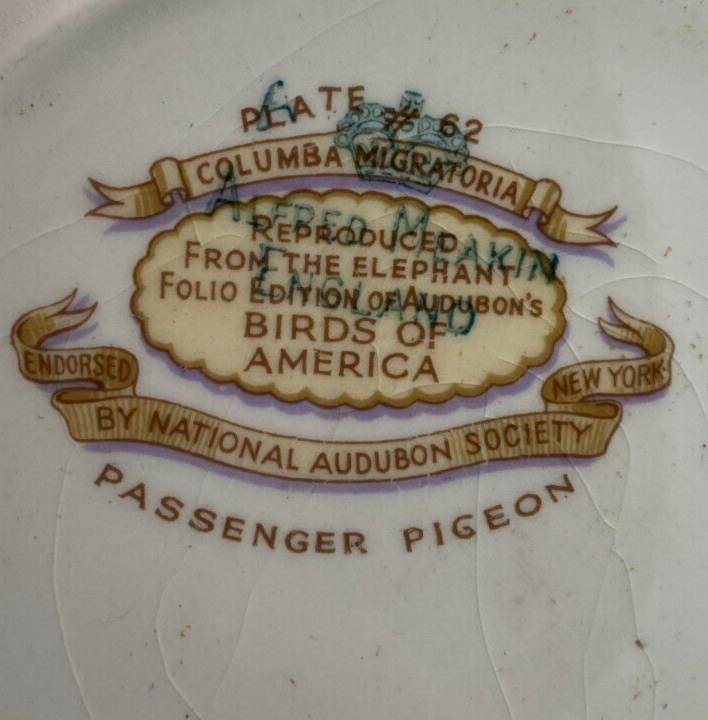 PLATE # 62
COLUMBA MIGRATORIA
ALFRED MEAKIN
ENGLAND
REPRODUCED
FROM THE ELEPHANT
FOLIO EDITION OF AUDUBON'S
BIRDS OF
AMERICA
ENDORSED
BY NATIONAL AUDUBON SOCIETY
NEW YORK
PASSENGER PIGEON